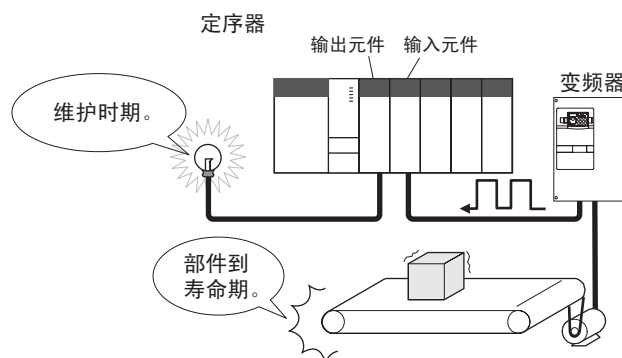 定序器
输出元件
输入元件
变频器
维护时期。
部件到
寿命期。